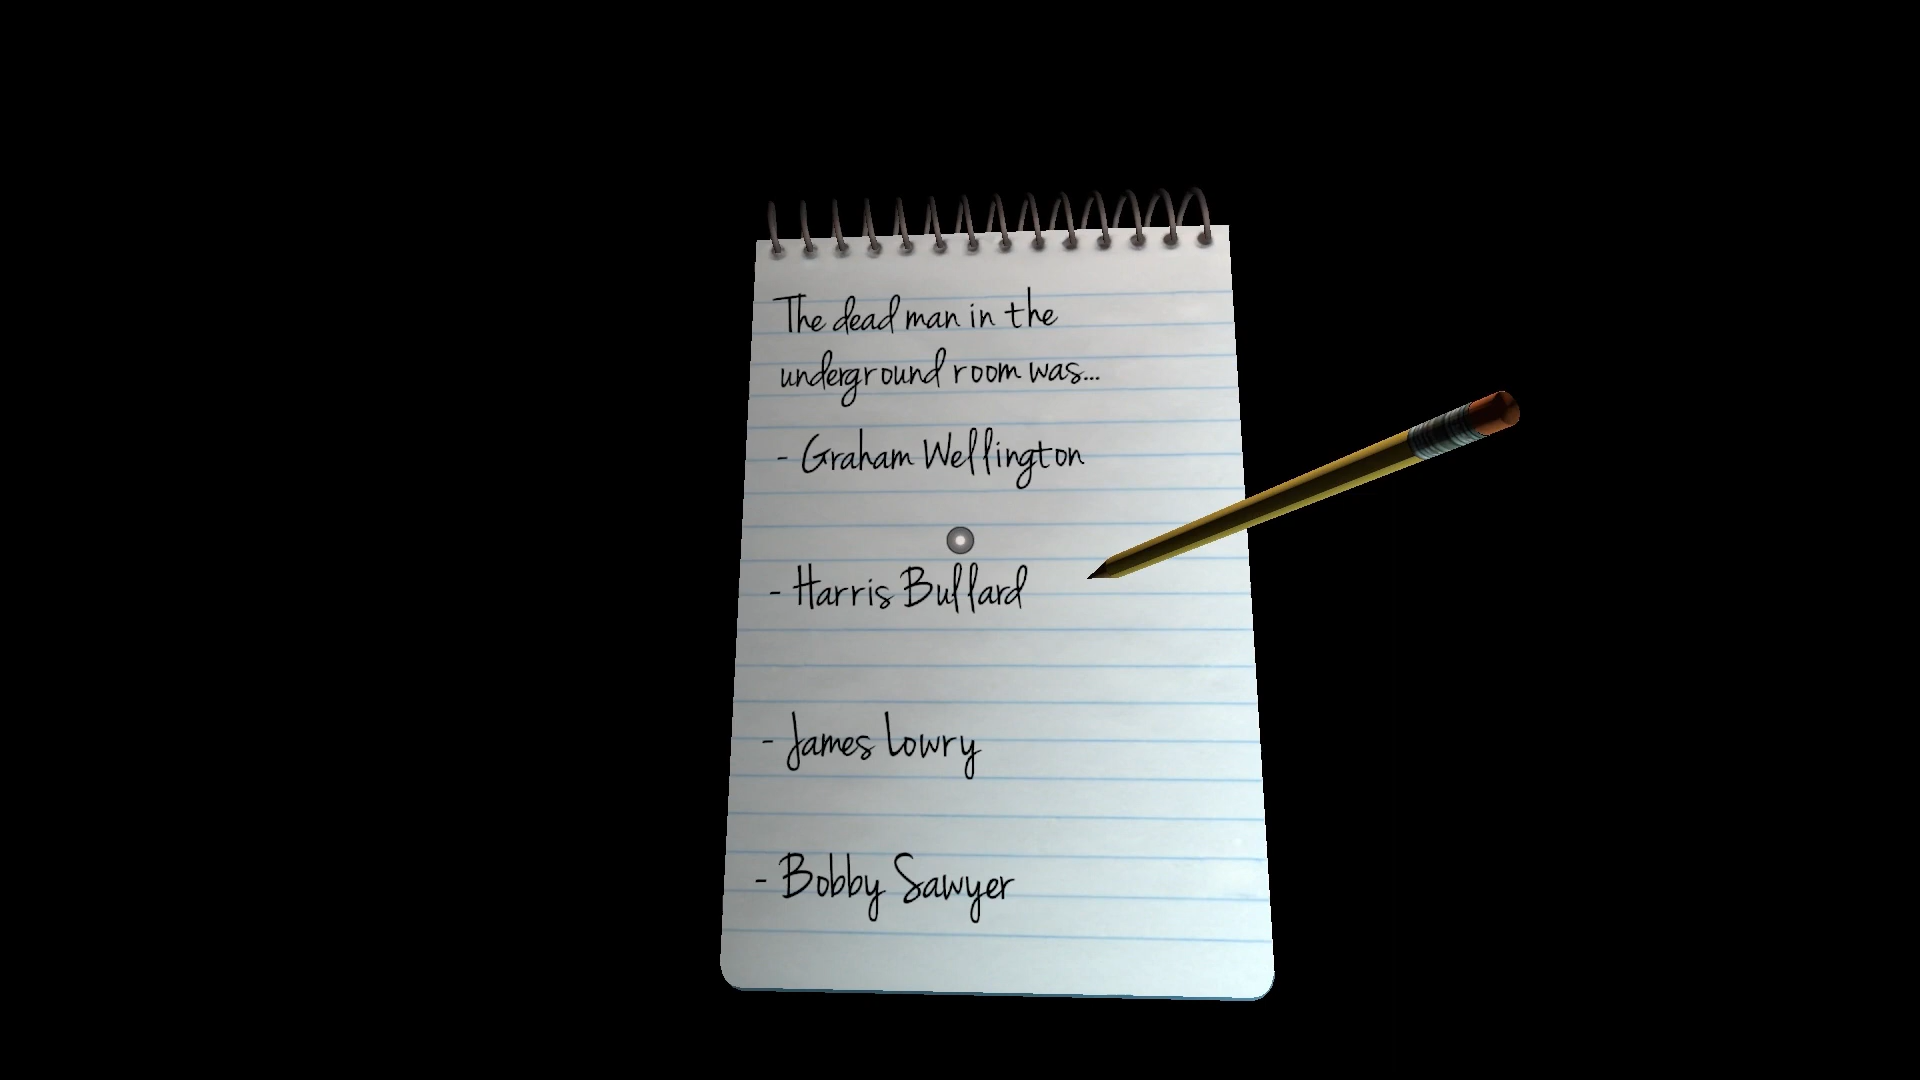 The dead man in the
underground room was...
- Graham Wellington
- Harris Bullard
- James Lowry
- Bobby Sawyer